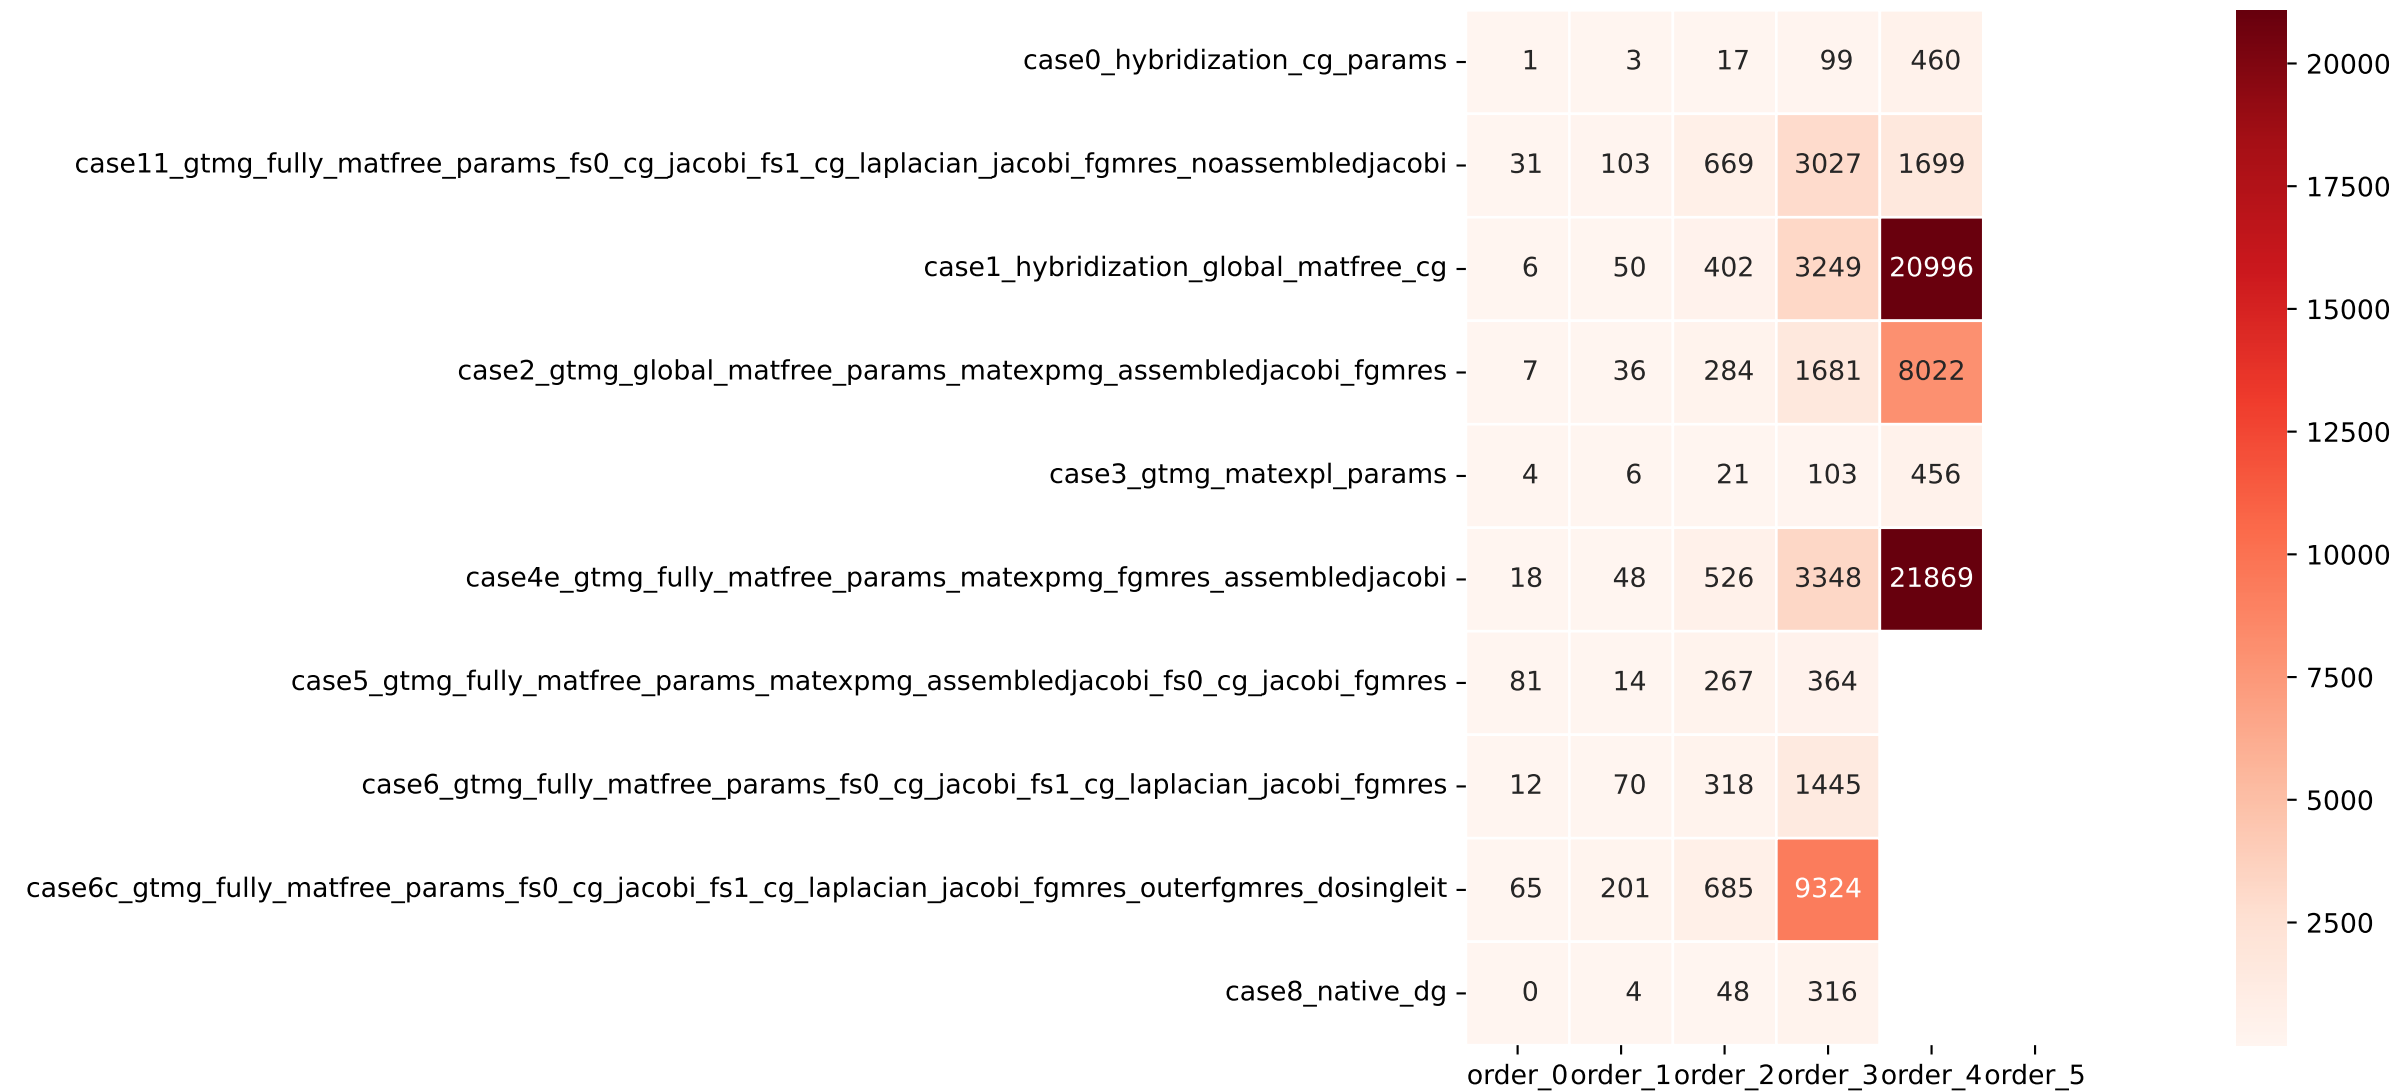 case0_hybridization_cg_params 1 3 17 99 460
case11_gtmg_fully_matfree_params_fs0_cg_jacobi_fs1_cg_laplacian_jacobi_fgmres_noassembledjacobi 31 103 669 3027 1699
case1_hybridization_global_matfree_cg 6 50 402 3249 20996
case2_gtmg_global_matfree_params_matexpmg_assembledjacobi_fgmres 7 36 284 1681 8022
case3_gtmg_matexpl_params 4 6 21 103 456
case4e_gtmg_fully_matfree_params_matexpmg_fgmres_assembledjacobi 18 48 526 3348 21869
case5_gtmg_fully_matfree_params_matexpmg_assembledjacobi_fs0_cg_jacobi_fgmres 81 14 267 364
case6_gtmg_fully_matfree_params_fs0_cg_jacobi_fs1_cg_laplacian_jacobi_fgmres 12 70 318 1445
case6c_gtmg_fully_matfree_params_fs0_cg_jacobi_fs1_cg_laplacian_jacobi_fgmres_outerfgmres_dosingleit 65 201 685 9324
case8_native_dg 0 4 48 316
order_0 order_1 order_2 order_3 order_4 order_5
20000
17500
15000
12500
10000
7500
5000
2500